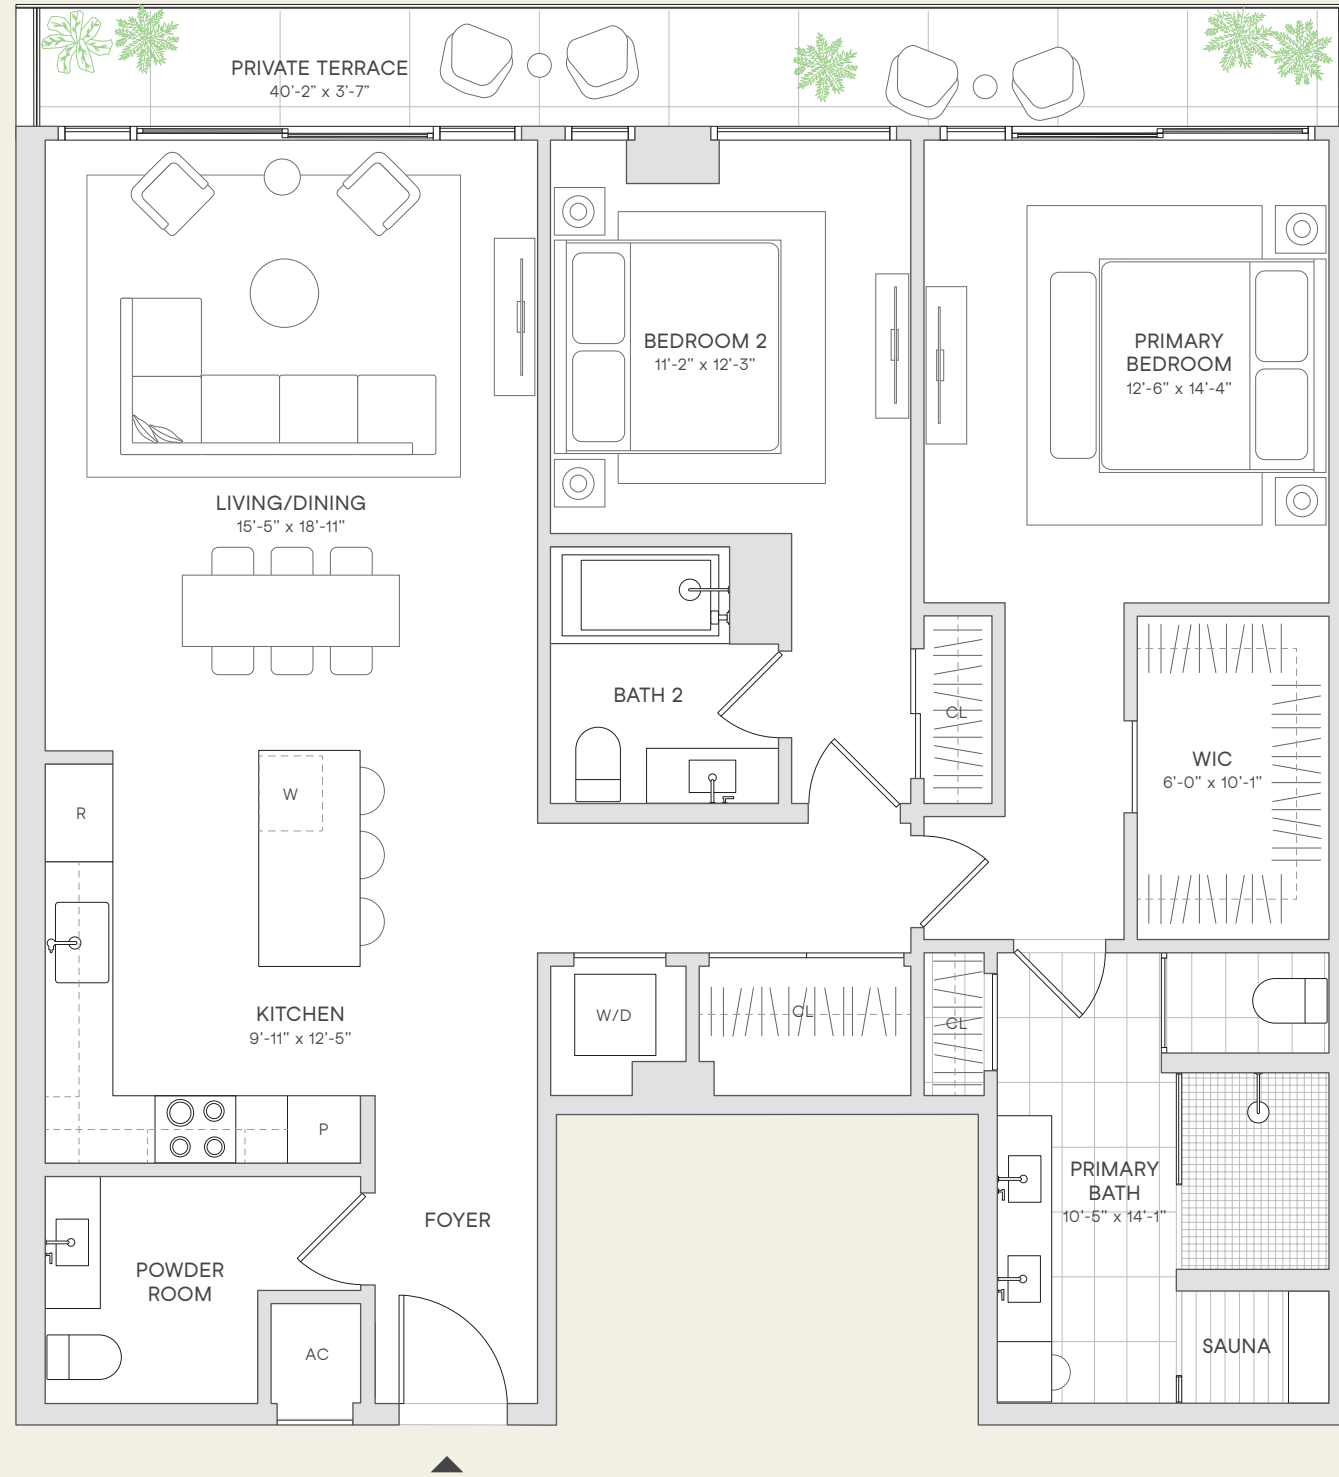 PRIVATE TERRACE
40'-2" x 3'-7"
BEDROOM 2
11'-2" x 12'-3"
PRIMARY
BEDROOM
12'-6" x 14'-4"
LIVING/DINING
15'-5" x 18'-11"
BATH 2
CL
WIC
6'-0" x 10'-1"
W
R
KITCHEN
9'-11" x 12'-5"
W/D
CL
CL
P
PRIMARY
BATH
10'-5" x 14'-1"
FOYER
POWDER
ROOM
AC
SAUNA